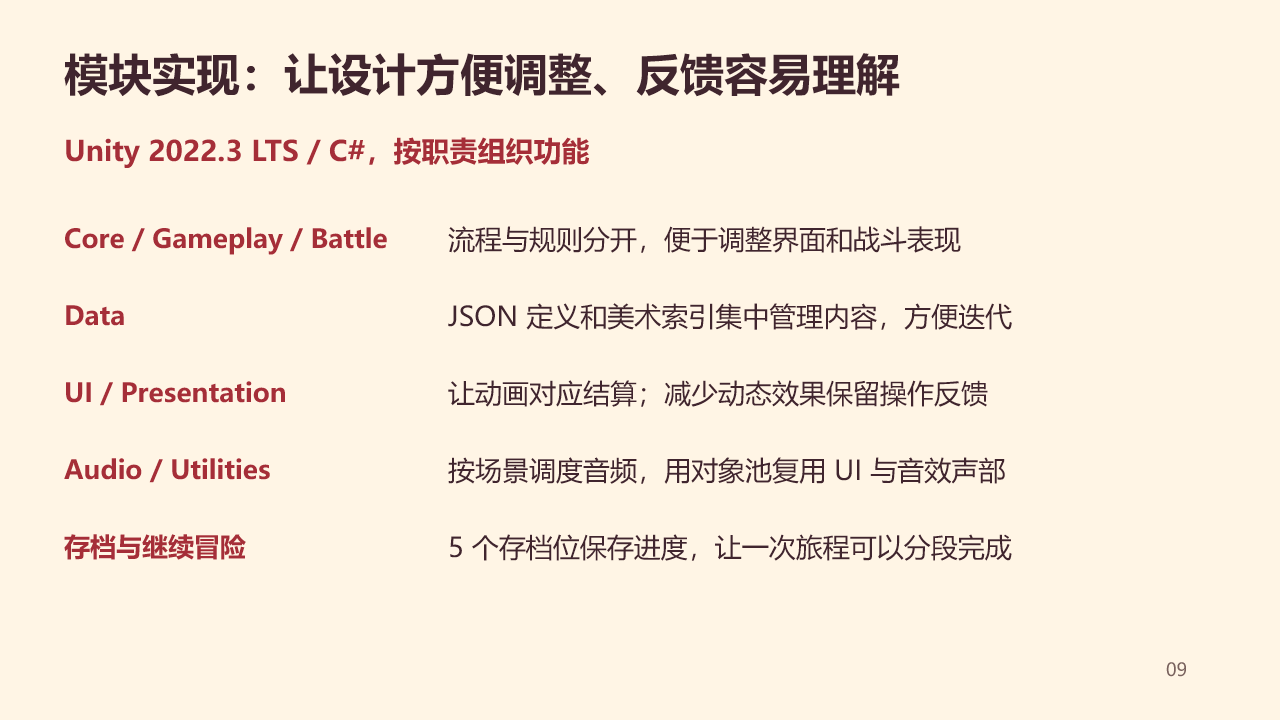 模块实现：让设计方便调整、反馈容易理解
Unity 2022.3 LTS / C#，按职责组织功能
Core / Gameplay / Battle 流程与规则分开，便于调整界面和战斗表现
Data JSON 定义和美术索引集中管理内容，方便迭代
UI / Presentation 让动画对应结算；减少动态效果保留操作反馈
Audio / Utilities 按场景调度音频，用对象池复用 UI 与音效声部
存档与继续冒险 5 个存档位保存进度，让一次旅程可以分段完成
09